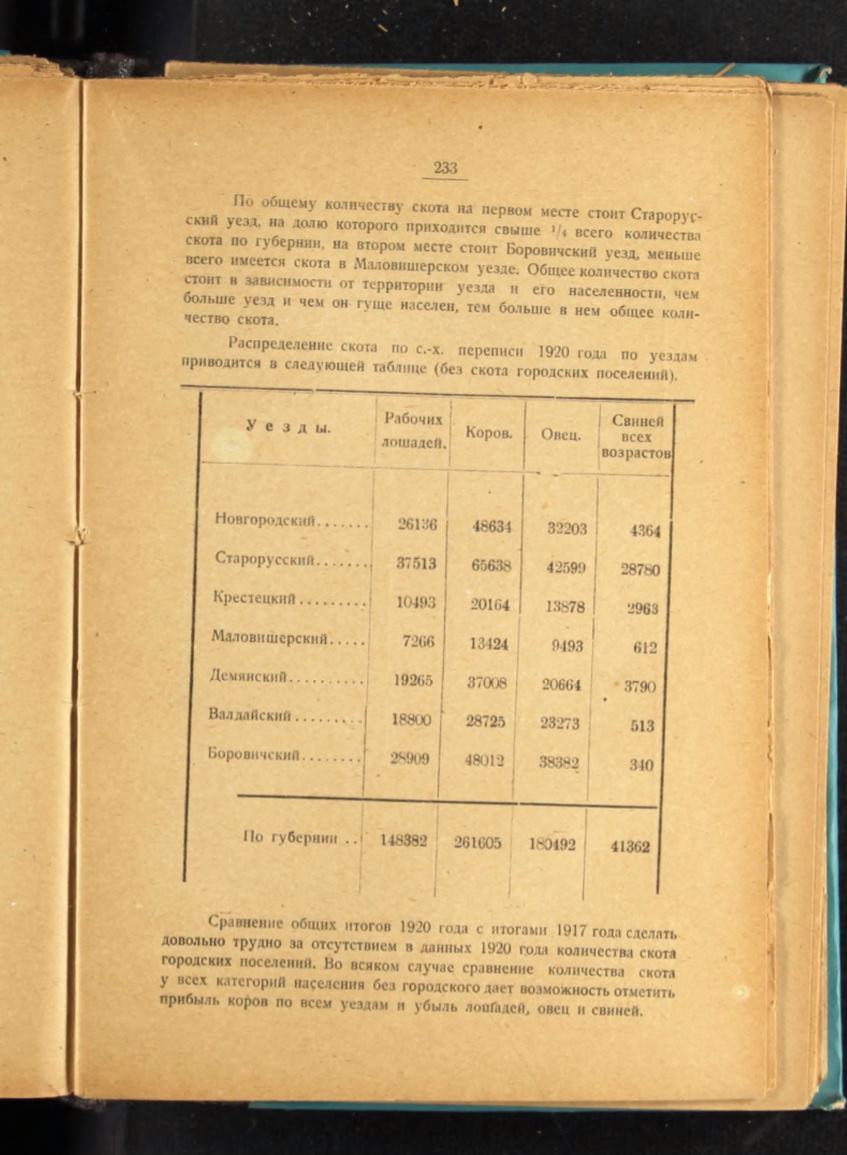 233
По общему количеству скота на первом месте стоит Старорус-
ский уезд, на долю которого приходится свыше ¹/₄ всего количества
скота по губернии, на втором месте стоит Боровичский уезд, меньше
всего имеется скота в Маловишерском уезде. Общее количество скота
стоит в зависимости от территории уезда и его населенности, чем
больше уезд и чем он гуще населен, тем больше в нем общее коли-
чество скота.
Распределение скота по с.-х. переписи 1920 года по уездам
приводится в следующей таблице (без скота городских поселений).
Уезды. Рабочих лошадей. Коров. Овец. Свиней всех возрастов
Новгородский....... 26136 48634 32203 4364
Старорусский....... 37513 65638 42599 28780
Крестецкий......... 10493 20164 13878 2963
Маловишерский..... 7266 13424 9493 612
Демянский.......... 19265 37008 20664 3790
Валдайский......... 18800 28725 23273 513
Боровичский........ 28909 48012 38382 340
По губернии .. 148382 261605 180492 41362
Сравнение общих итогов 1920 года с итогами 1917 года сделать
довольно трудно за отсутствием в данных 1920 года количества скота
городских поселений. Во всяком случае сравнение количества скота
у всех категорий населения без городского дает возможность отметить
прибыль коров по всем уездам и убыль лошадей, овец и свиней.